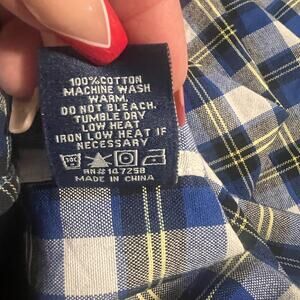 100%COTTON
MACHINE WASH
WARM.
DO NOT BLEACH.
TUMBLE DRY
LOW HEAT
IRON LOW HEAT IF
NECESSARY
RN# 147258
MADE IN CHINA